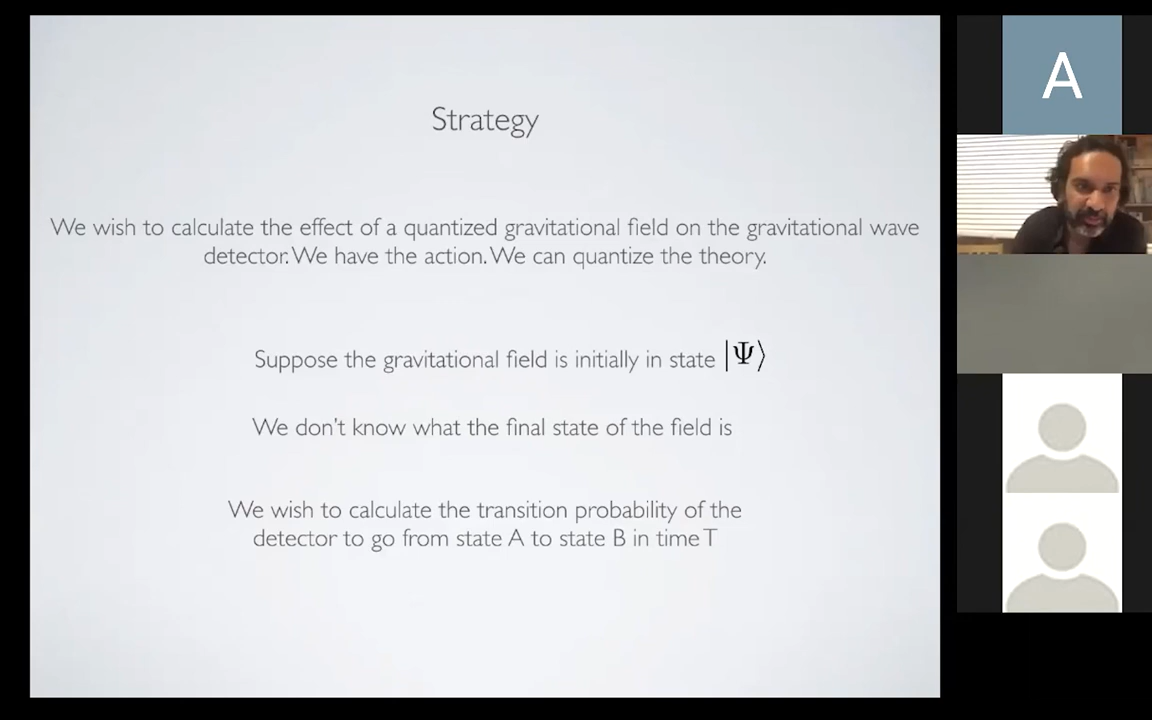 Strategy
We wish to calculate the effect of a quantized gravitational field on the gravitational wave
detector. We have the action. We can quantize the theory.
Suppose the gravitational field is initially in state |Ψ⟩
We don't know what the final state of the field is
We wish to calculate the transition probability of the
detector to go from state A to state B in time T
A